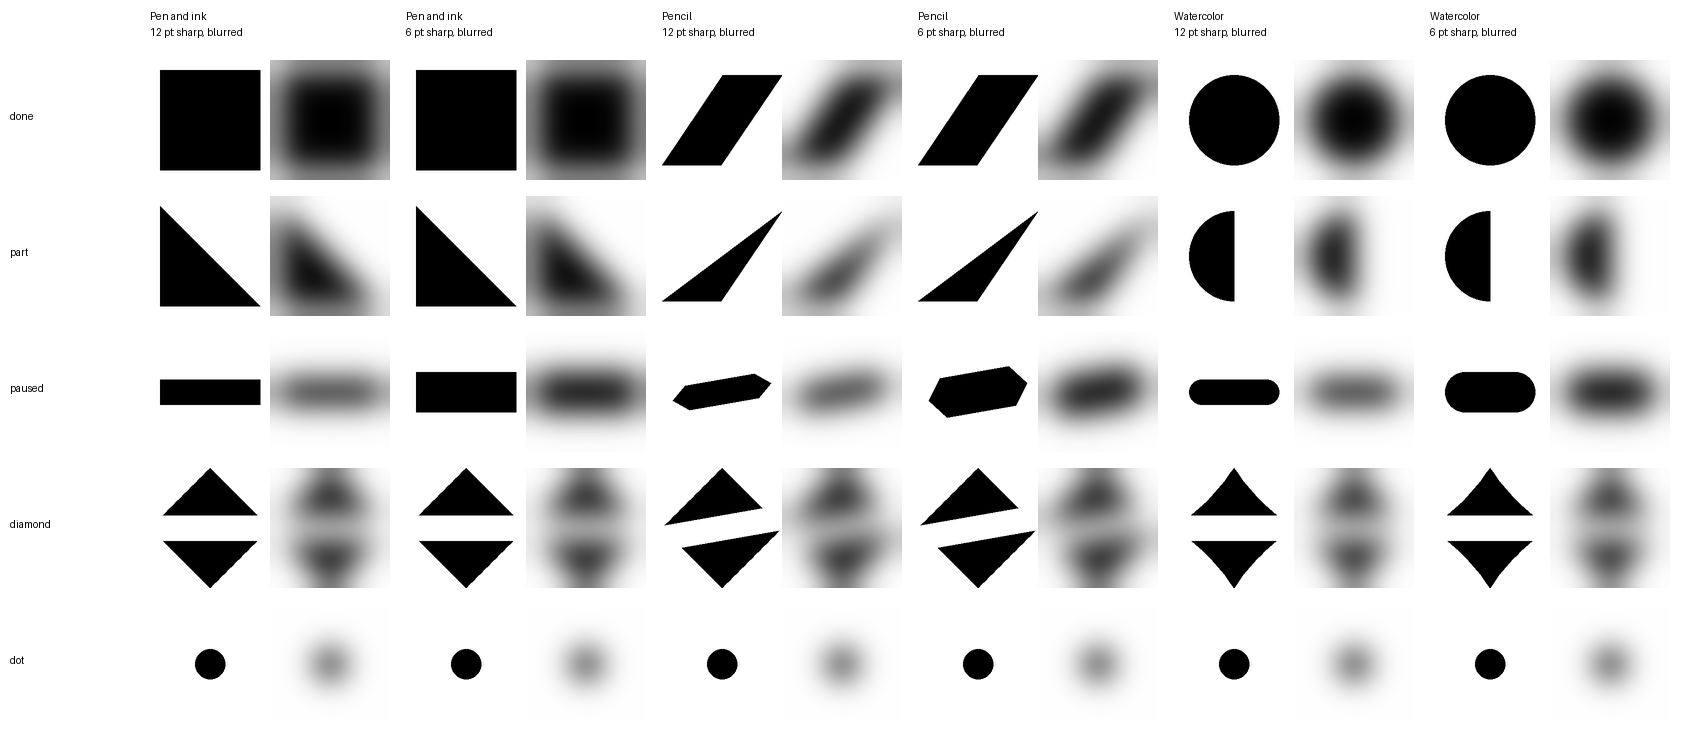 Pen and ink
12 pt sharp, blurred
Pen and ink
6 pt sharp, blurred
Pencil
12 pt sharp, blurred
Pencil
6 pt sharp, blurred
Watercolor
12 pt sharp, blurred
Watercolor
6 pt sharp, blurred
done
part
paused
diamond
dot